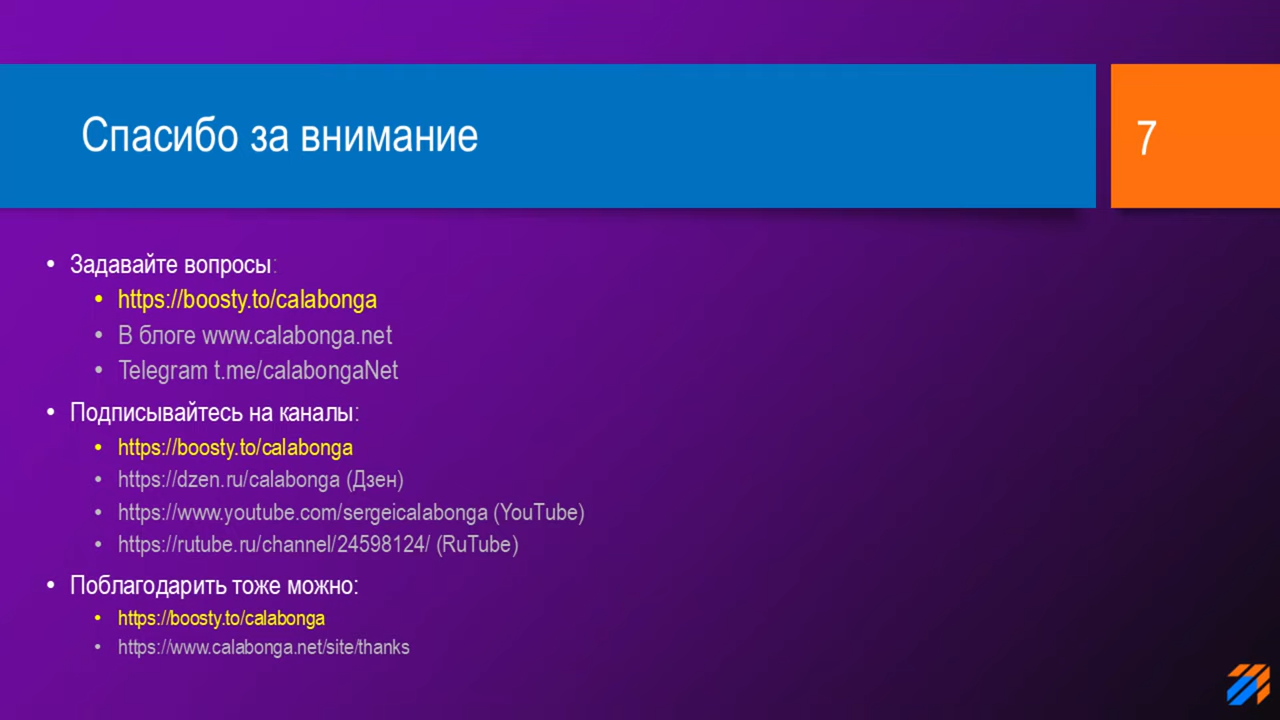 Спасибо за внимание
7
• Задавайте вопросы:
• https://boosty.to/calabonga
• В блоге www.calabonga.net
• Telegram t.me/calabongaNet
• Подписывайтесь на каналы:
• https://boosty.to/calabonga
• https://dzen.ru/calabonga (Дзен)
• https://www.youtube.com/sergeicalabonga (YouTube)
• https://rutube.ru/channel/24598124/ (RuTube)
• Поблагодарить тоже можно:
• https://boosty.to/calabonga
• https://www.calabonga.net/site/thanks